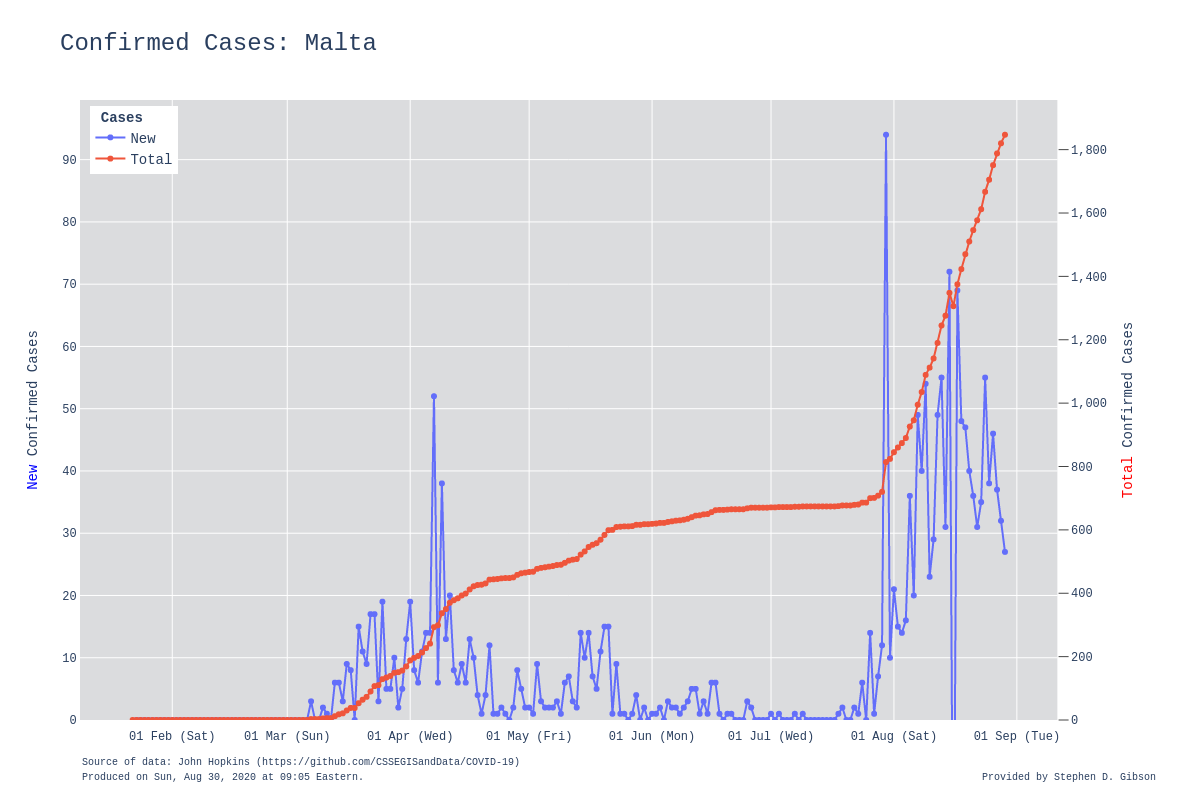 Confirmed Cases: Malta
Cases
New
Total
90
80
70
60
50
40
30
20
10
0
New Confirmed Cases
1,800
1,600
1,400
1,200
1,000
800
600
400
200
0
Total Confirmed Cases
01 Feb (Sat) 01 Mar (Sun) 01 Apr (Wed) 01 May (Fri) 01 Jun (Mon) 01 Jul (Wed) 01 Aug (Sat) 01 Sep (Tue)
Source of data: John Hopkins (https://github.com/CSSEGISandData/COVID-19)
Produced on Sun, Aug 30, 2020 at 09:05 Eastern.
Provided by Stephen D. Gibson